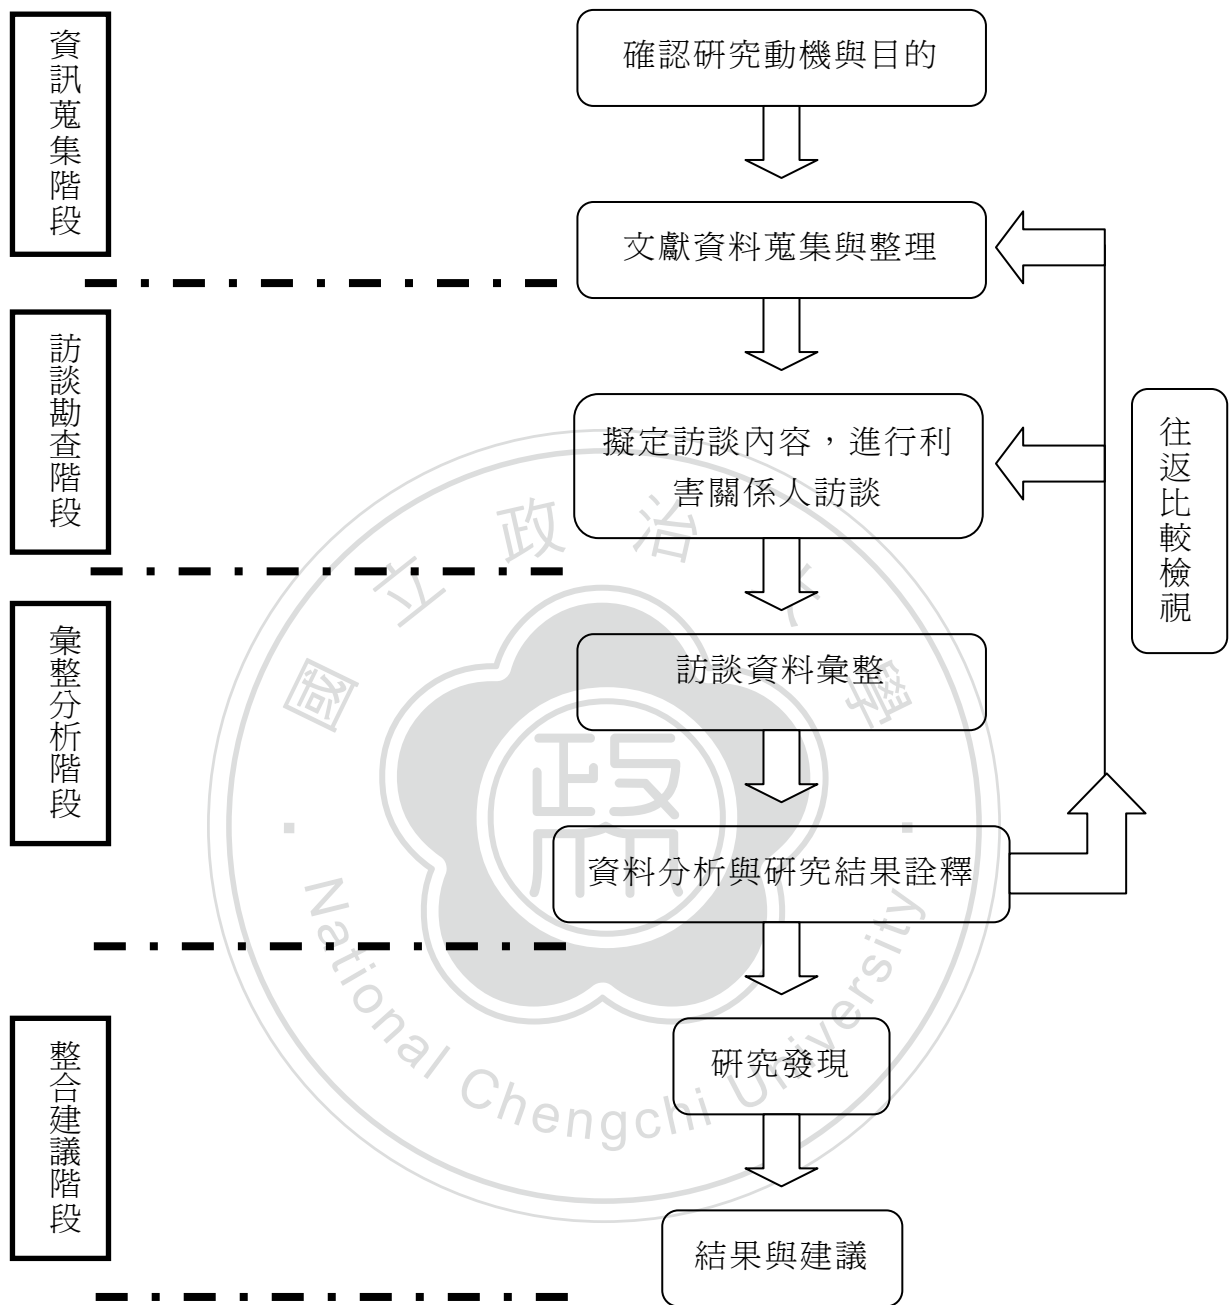 資訊蒐集階段
確認研究動機與目的
文獻資料蒐集與整理
訪談勘查階段
擬定訪談內容，進行利
害關係人訪談
往返比較檢視
彙整分析階段
訪談資料彙整
資料分析與研究結果詮釋
整合建議階段
研究發現
結果與建議
國立政治大學
政
National Chengchi University